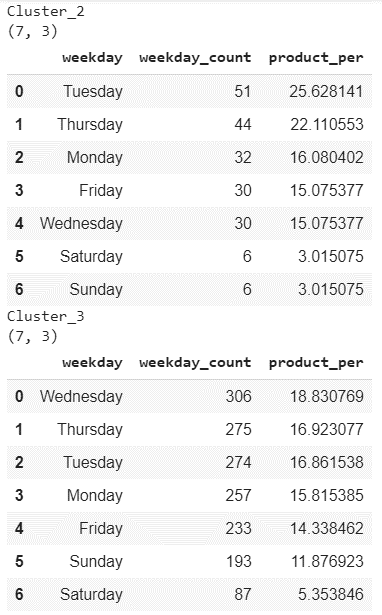 Cluster_2
(7, 3)
weekday weekday_count product_per
0 Tuesday 51 25.628141
1 Thursday 44 22.110553
2 Monday 32 16.080402
3 Friday 30 15.075377
4 Wednesday 30 15.075377
5 Saturday 6 3.015075
6 Sunday 6 3.015075
Cluster_3
(7, 3)
weekday weekday_count product_per
0 Wednesday 306 18.830769
1 Thursday 275 16.923077
2 Tuesday 274 16.861538
3 Monday 257 15.815385
4 Friday 233 14.338462
5 Sunday 193 11.876923
6 Saturday 87 5.353846